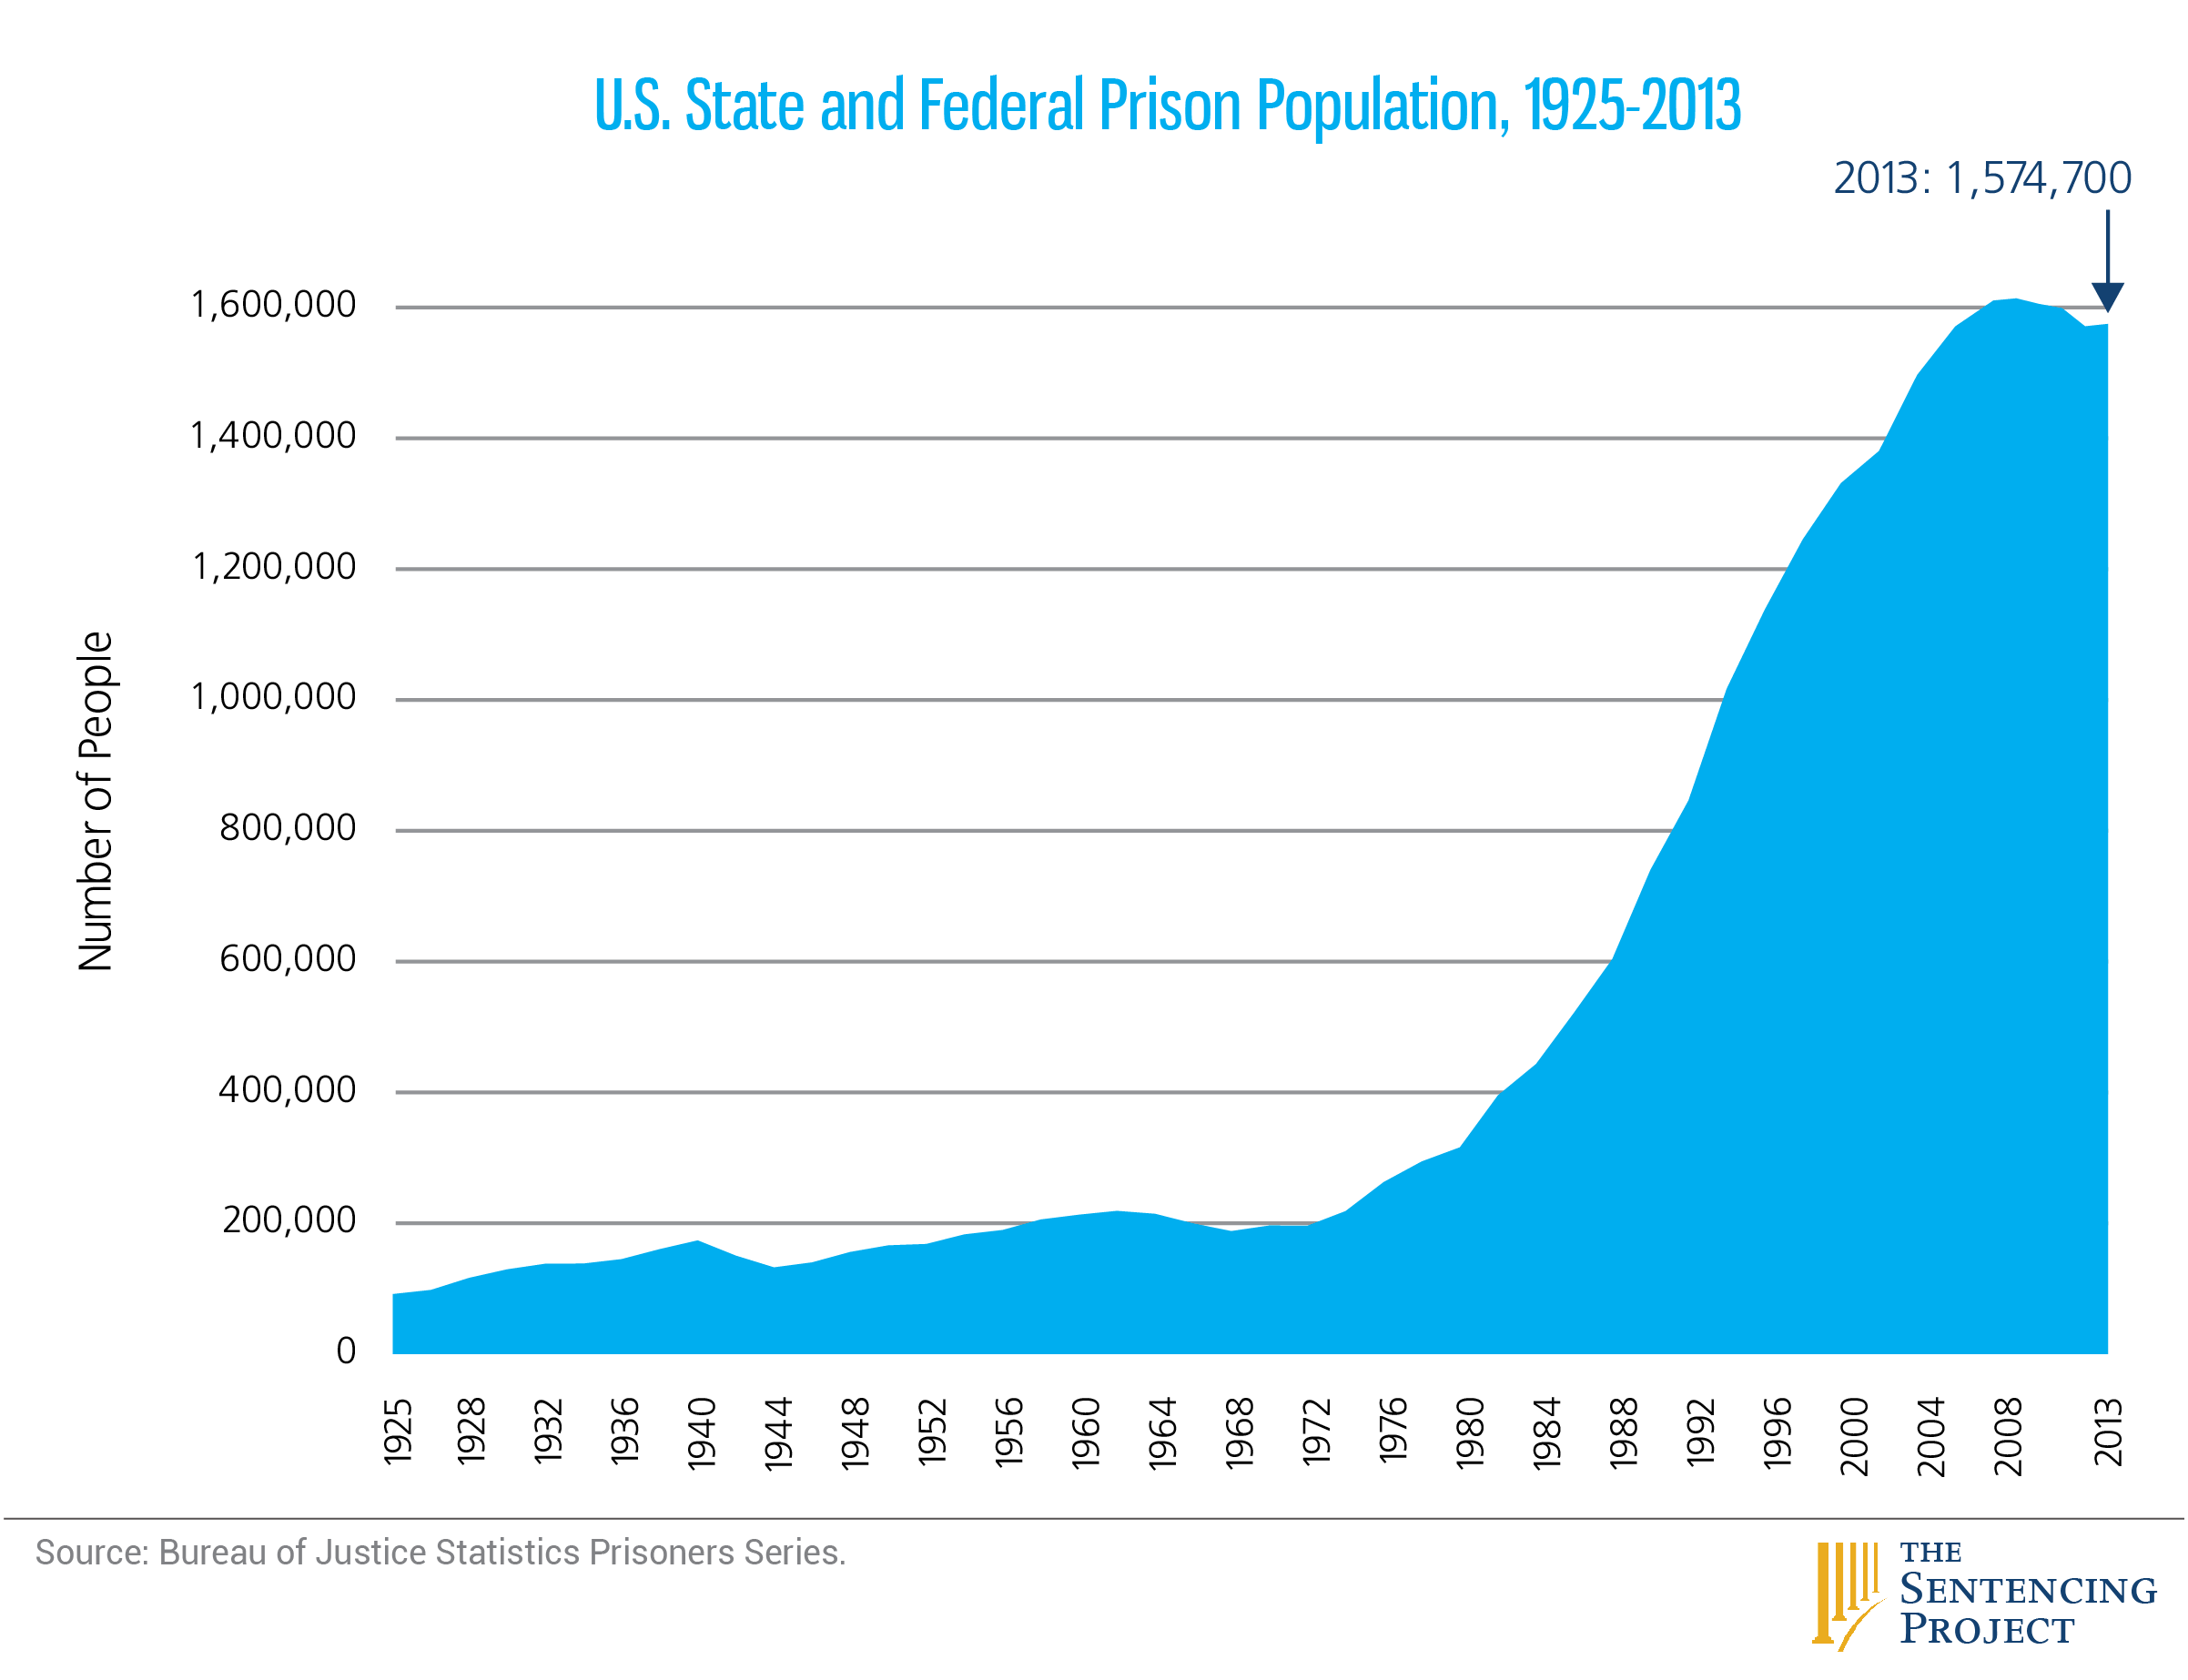 U.S. State and Federal Prison Population, 1925-2013
2013: 1,574,700
Number of People
1,600,000
1,400,000
1,200,000
1,000,000
800,000
600,000
400,000
200,000
0
1925 1928 1932 1936 1940 1944 1948 1952 1956 1960 1964 1968 1972 1976 1980 1984 1988 1992 1996 2000 2004 2008 2013
Source: Bureau of Justice Statistics Prisoners Series.
THE
SENTENCING
PROJECT